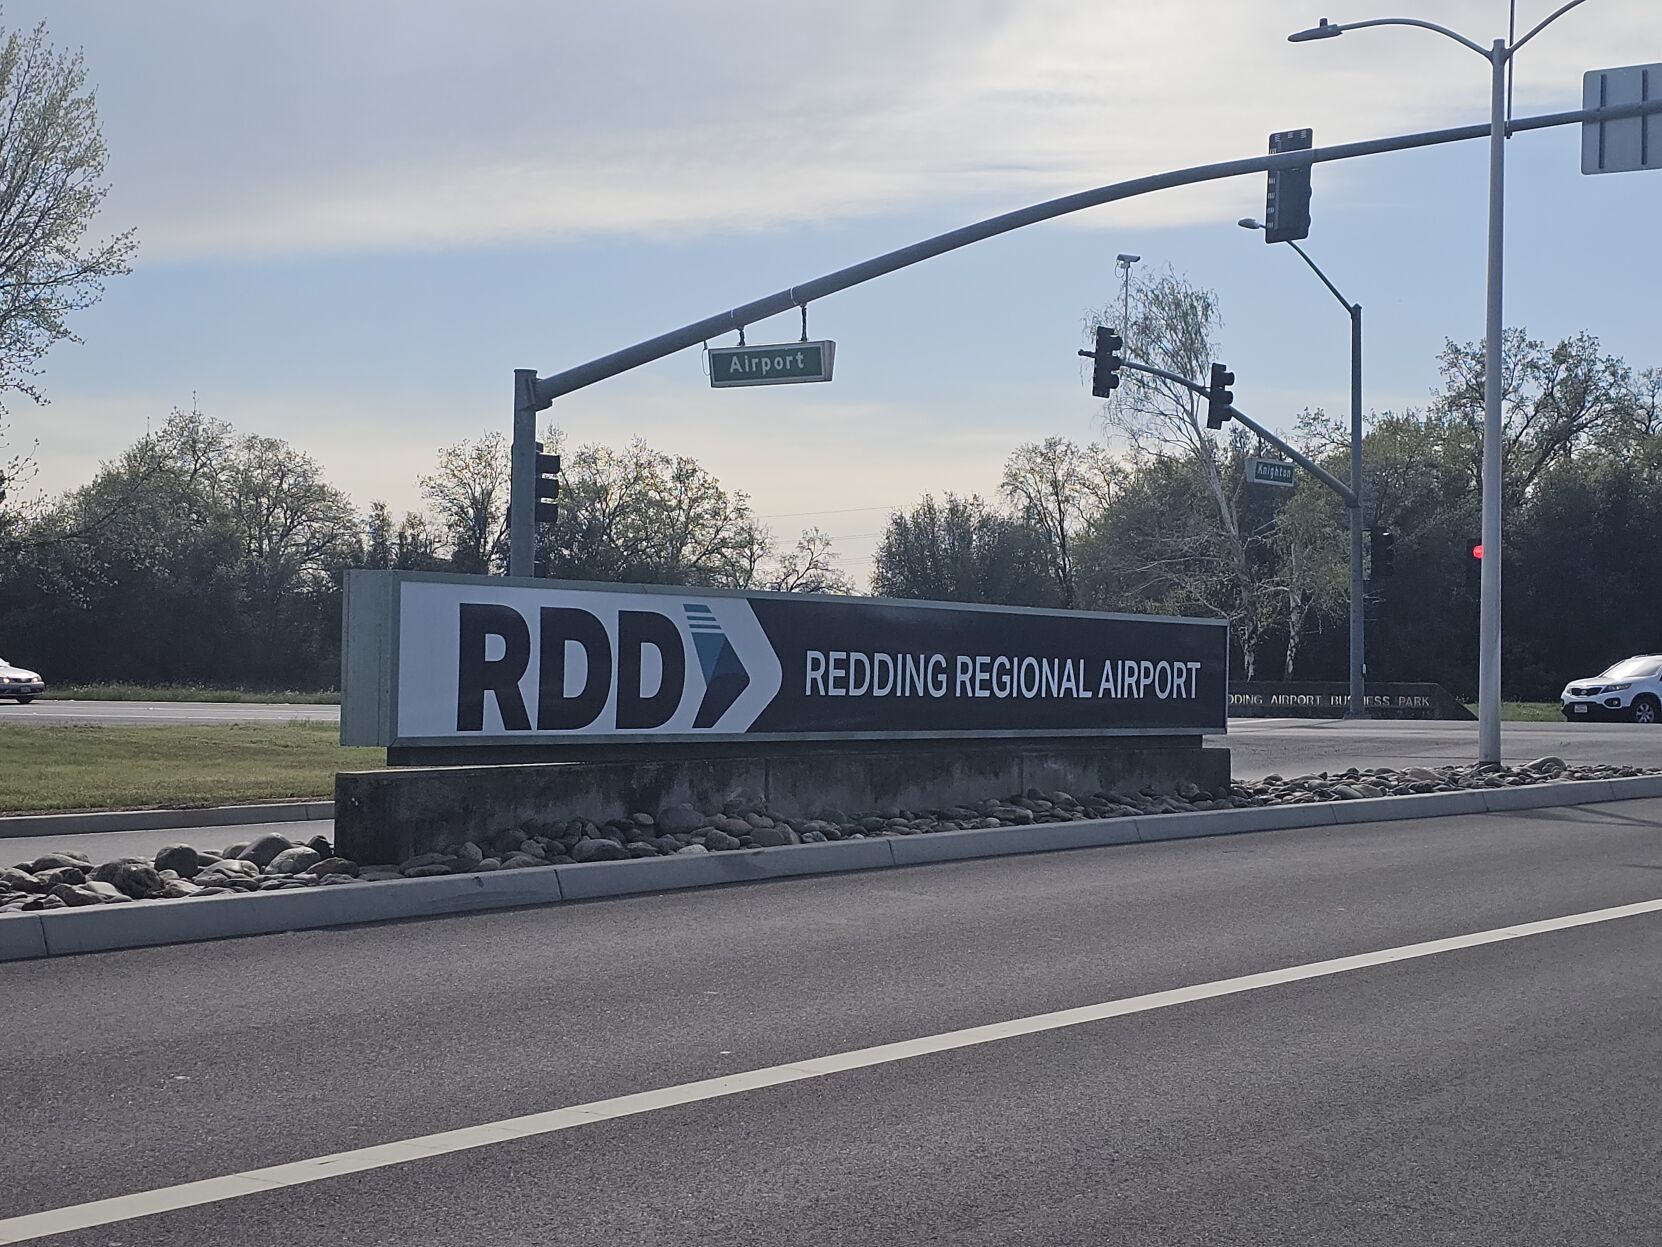 Airport
Knighton
RDD
REDDING REGIONAL AIRPORT
DDING AIRPORT BUSINESS PARK